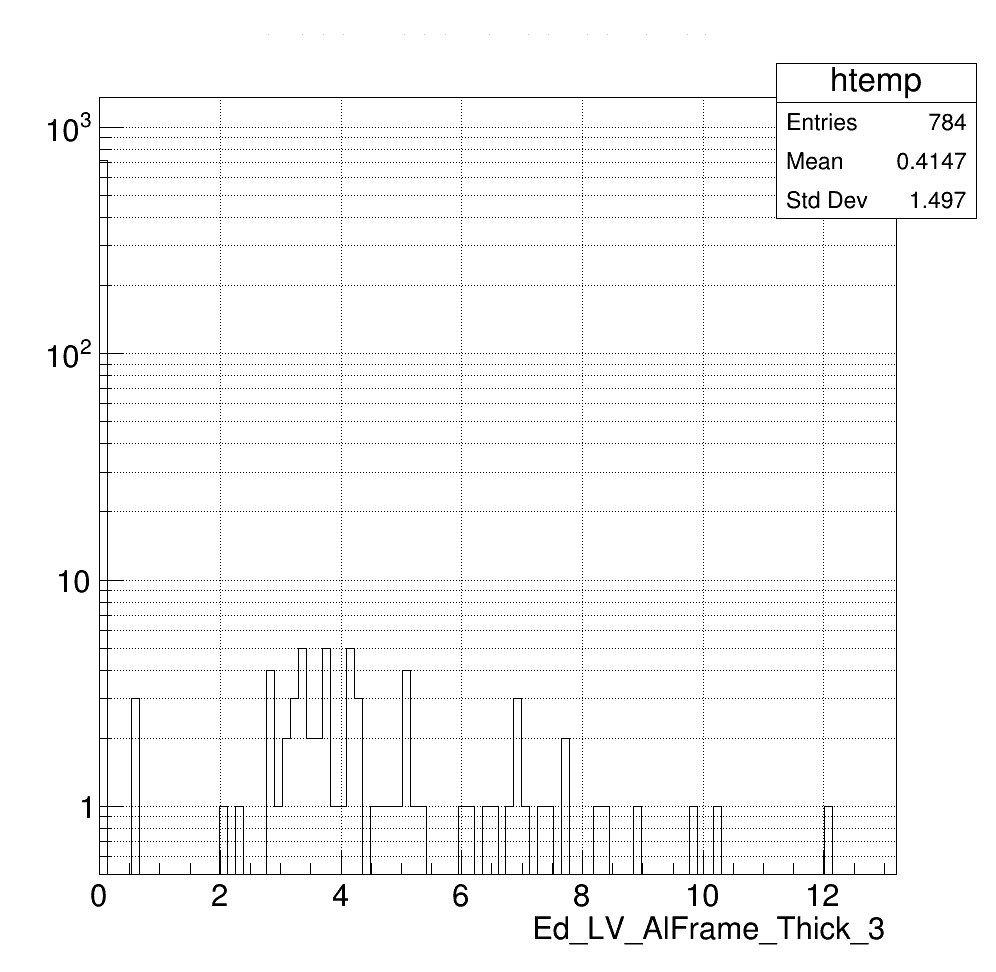 htemp
Entries 784
Mean 0.4147
Std Dev 1.497
10³
10²
10
1
0 2 4 6 8 10 12
Ed_LV_AlFrame_Thick_3